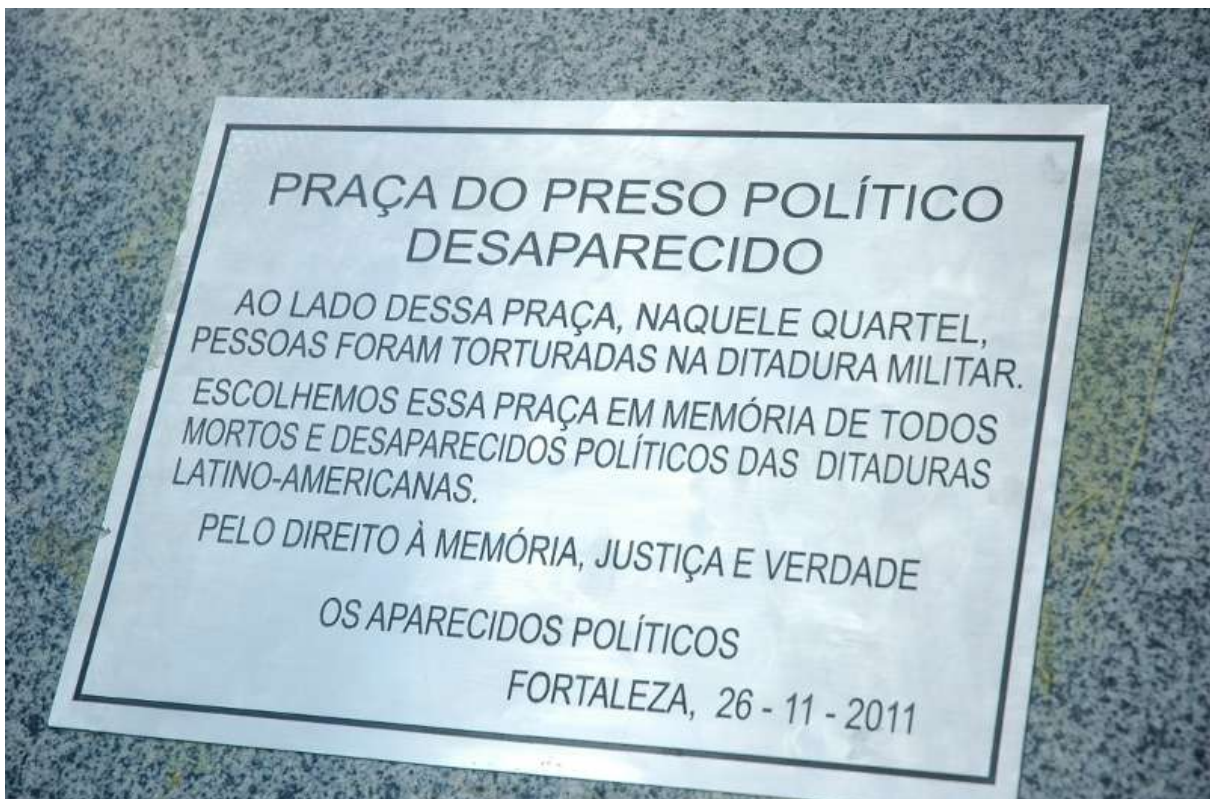 PRAÇA DO PRESO POLÍTICO
DESAPARECIDO
AO LADO DESSA PRAÇA, NAQUELE QUARTEL,
PESSOAS FORAM TORTURADAS NA DITADURA MILITAR.
ESCOLHEMOS ESSA PRAÇA EM MEMÓRIA DE TODOS
MORTOS E DESAPARECIDOS POLÍTICOS DAS DITADURAS
LATINO-AMERICANAS.
PELO DIREITO À MEMÓRIA, JUSTIÇA E VERDADE
OS APARECIDOS POLÍTICOS
FORTALEZA, 26 - 11 - 2011